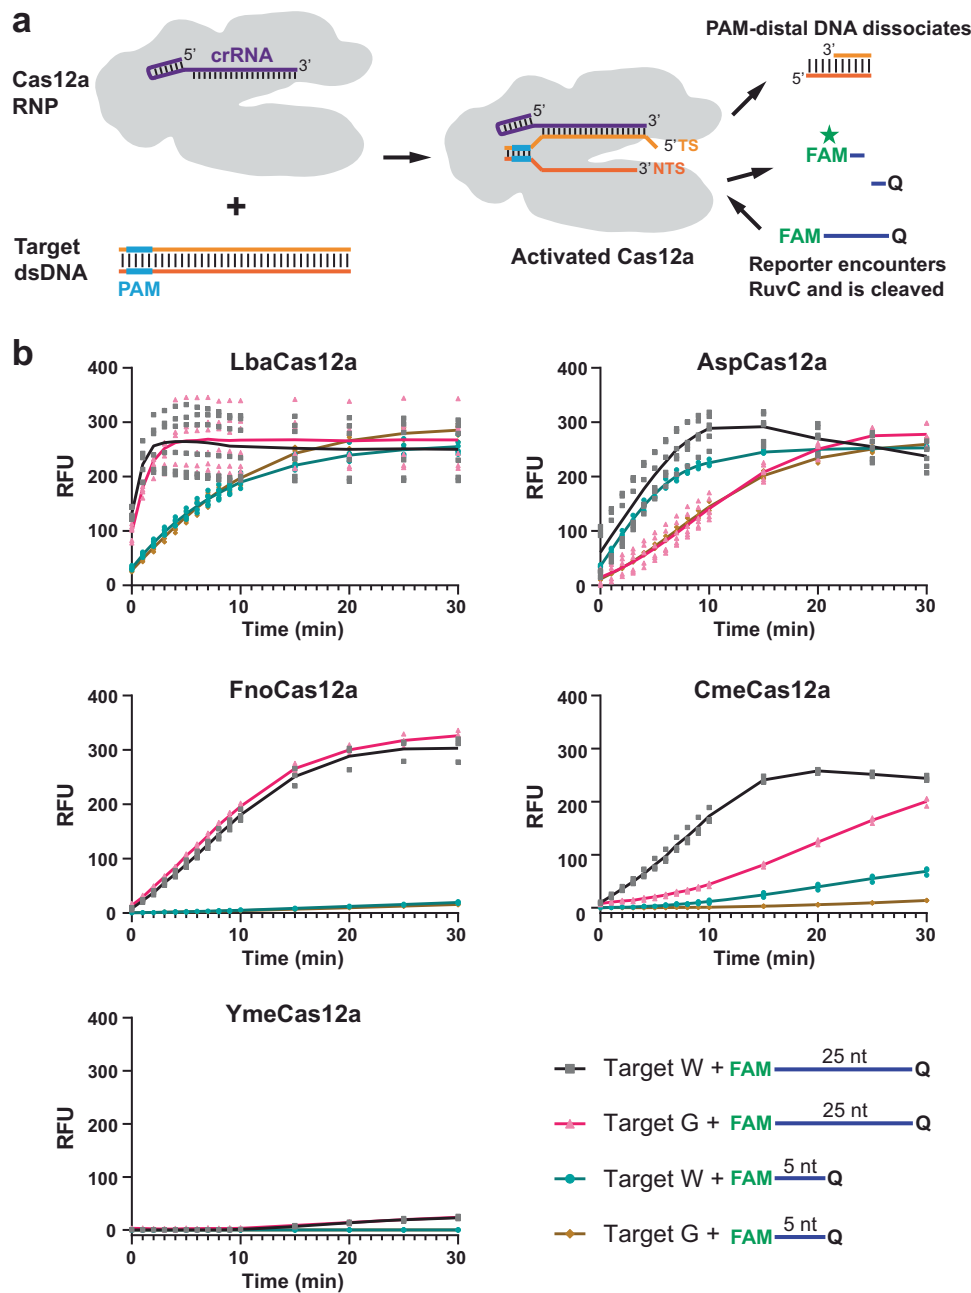 a
Cas12a
RNP
5’
crRNA
3’
+
Target
dsDNA
PAM
5’
3’
5’ TS
3’ NTS
Activated Cas12a
PAM-distal DNA dissociates
3’
5’
FAM
Q
FAM
Q
Reporter encounters
RuvC and is cleaved
b
LbaCas12a
400
300
200
100
0
RFU
0 10 20 30
Time (min)
AspCas12a
400
300
200
100
0
RFU
0 10 20 30
Time (min)
FnoCas12a
400
300
200
100
0
RFU
0 10 20 30
Time (min)
CmeCas12a
400
300
200
100
0
RFU
0 10 20 30
Time (min)
YmeCas12a
400
300
200
100
0
RFU
0 10 20 30
Time (min)
25 nt
Target W + FAM Q
25 nt
Target G + FAM Q
5 nt
Target W + FAM Q
5 nt
Target G + FAM Q